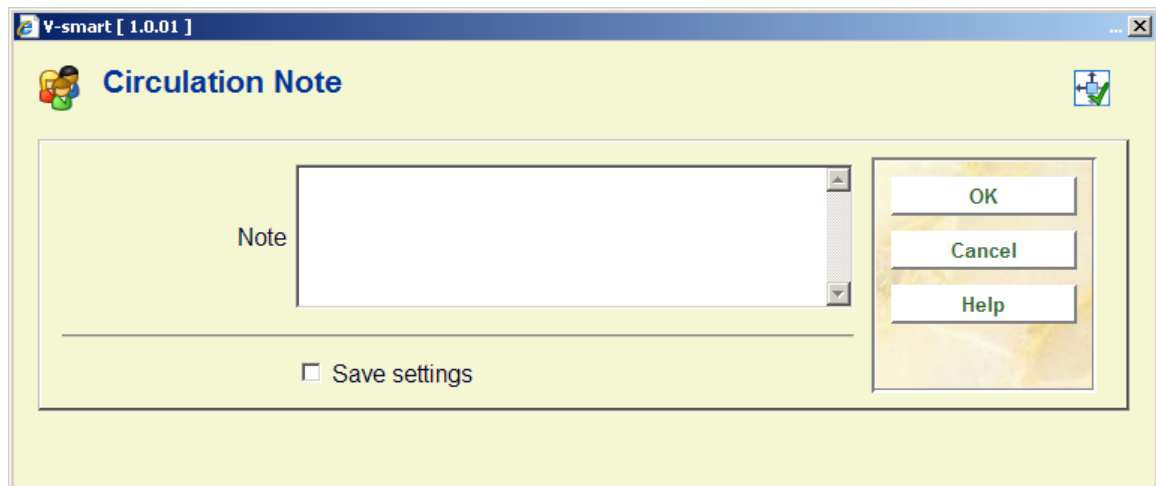 V-smart [ 1.0.01 ]
...
Circulation Note
Note
OK
Cancel
Help
Save settings